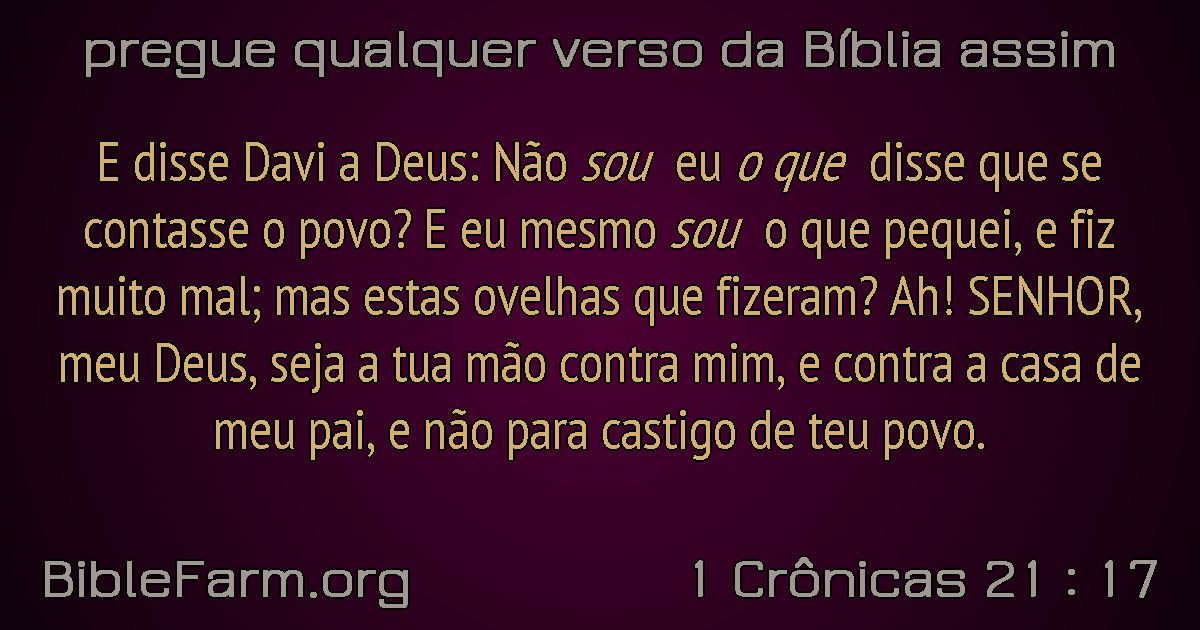 pregue qualquer verso da Bíblia assim
E disse Davi a Deus: Não sou eu o que disse que se
contasse o povo? E eu mesmo sou o que pequei, e fiz
muito mal; mas estas ovelhas que fizeram? Ah! SENHOR,
meu Deus, seja a tua mão contra mim, e contra a casa de
meu pai, e não para castigo de teu povo.
BibleFarm.org
1 Crônicas 21 : 17